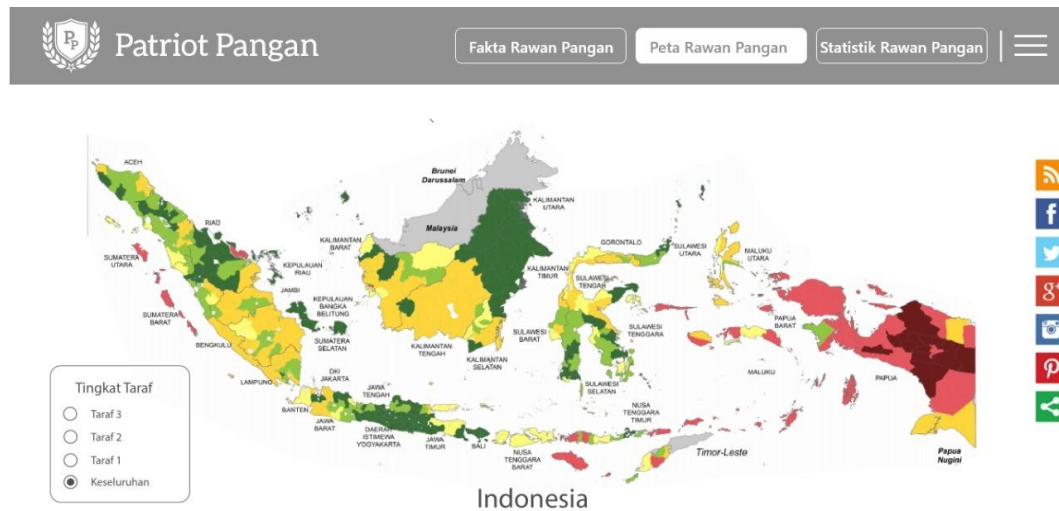 PP
Patriot Pangan
Fakta Rawan Pangan
Peta Rawan Pangan
Statistik Rawan Pangan
ACEH
Brunei
Darussalam
KALIMANTAN
UTARA
Malaysia
RIAU
KALIMANTAN
BARAT
GORONTALO
SULAWESI
UTARA
MALUKU
UTARA
SUMATERA
UTARA
KEPULAUAN
RIAU
KALIMANTAN
TIMUR
SULAWESI
TENGAH
JAMBI
KEPULAUAN
BANGKA
BELITUNG
SUMATERA
BARAT
PAPUA
BARAT
SUMATERA
SELATAN
SULAWESI
BARAT
SULAWESI
TENGGARA
BENGKULU
KALIMANTAN
TENGAH
KALIMANTAN
SELATAN
MALUKU
PAPUA
LAMPUNG
DKI
JAKARTA
JAWA
TENGAH
SULAWESI
SELATAN
BANTEN
JAWA
BARAT
DAERAH
ISTIMEWA
YOGYAKARTA
JAWA
TIMUR
BALI
NUSA
TENGGARA
TIMUR
NUSA
TENGGARA
BARAT
Timor-Leste
Papua
Nugini
Tingkat Taraf
Taraf 3
Taraf 2
Taraf 1
Keseluruhan
Indonesia